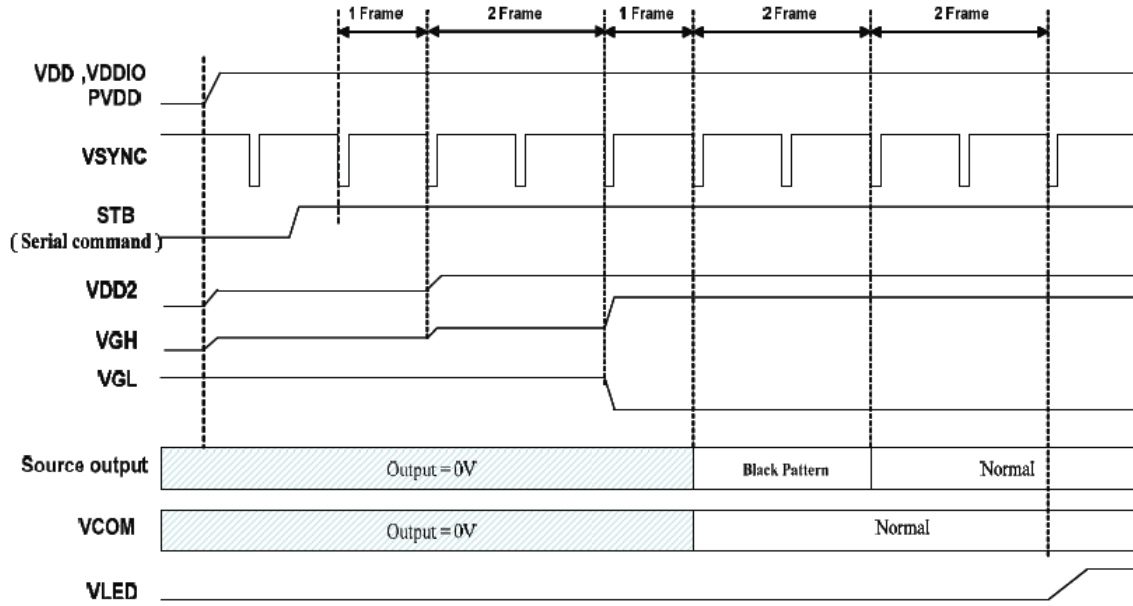 1 Frame
2 Frame
1 Frame
2 Frame
2 Frame
VDD ,VDDIO
PVDD
VSYNC
STB
( Serial command )
VDD2
VGH
VGL
Source output
Output = 0V
Black Pattern
Normal
VCOM
Output = 0V
Normal
VLED